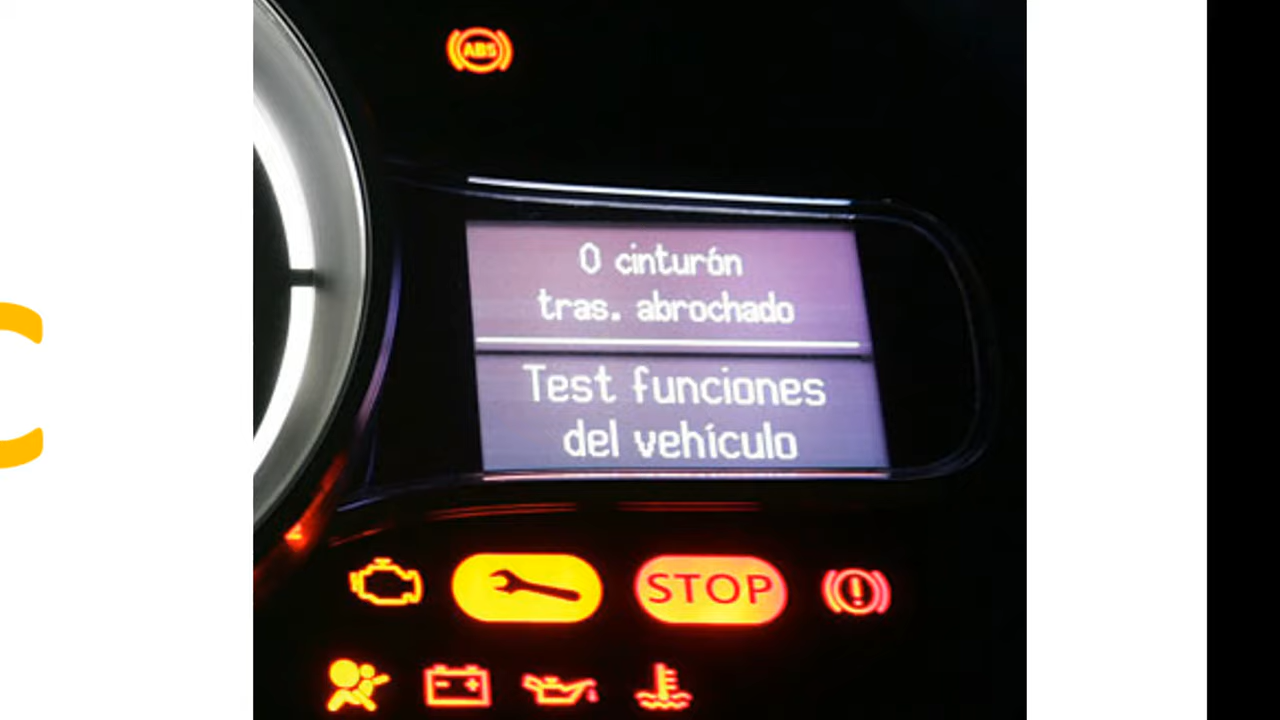 ABS
0 cinturón
tras. abrochado
Test funciones
del vehículo
STOP